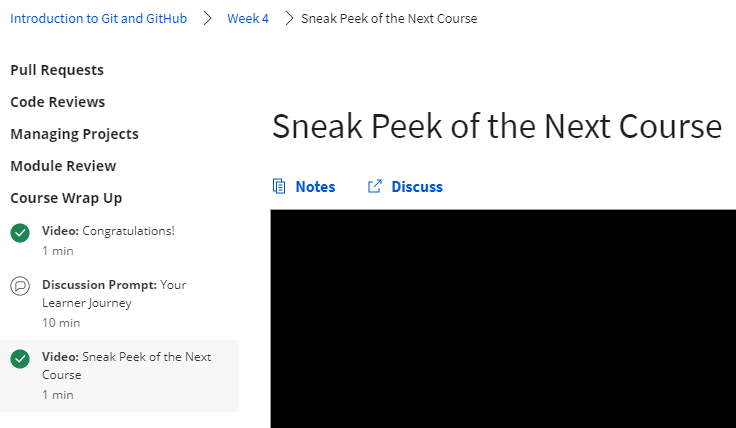 Introduction to Git and GitHub > Week 4 > Sneak Peek of the Next Course
Pull Requests
Code Reviews
Managing Projects
Module Review
Course Wrap Up
Video: Congratulations!
1 min
Discussion Prompt: Your
Learner Journey
10 min
Video: Sneak Peek of the Next
Course
1 min
Sneak Peek of the Next Course
Notes Discuss